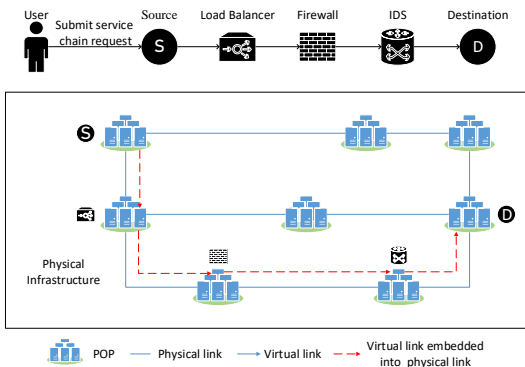 User
Submit service
chain request
Source
Load Balancer
Firewall
IDS
Destination
S
D
S
D
Physical
Infrastructure
POP
Physical link
Virtual link
Virtual link embedded
into physical link